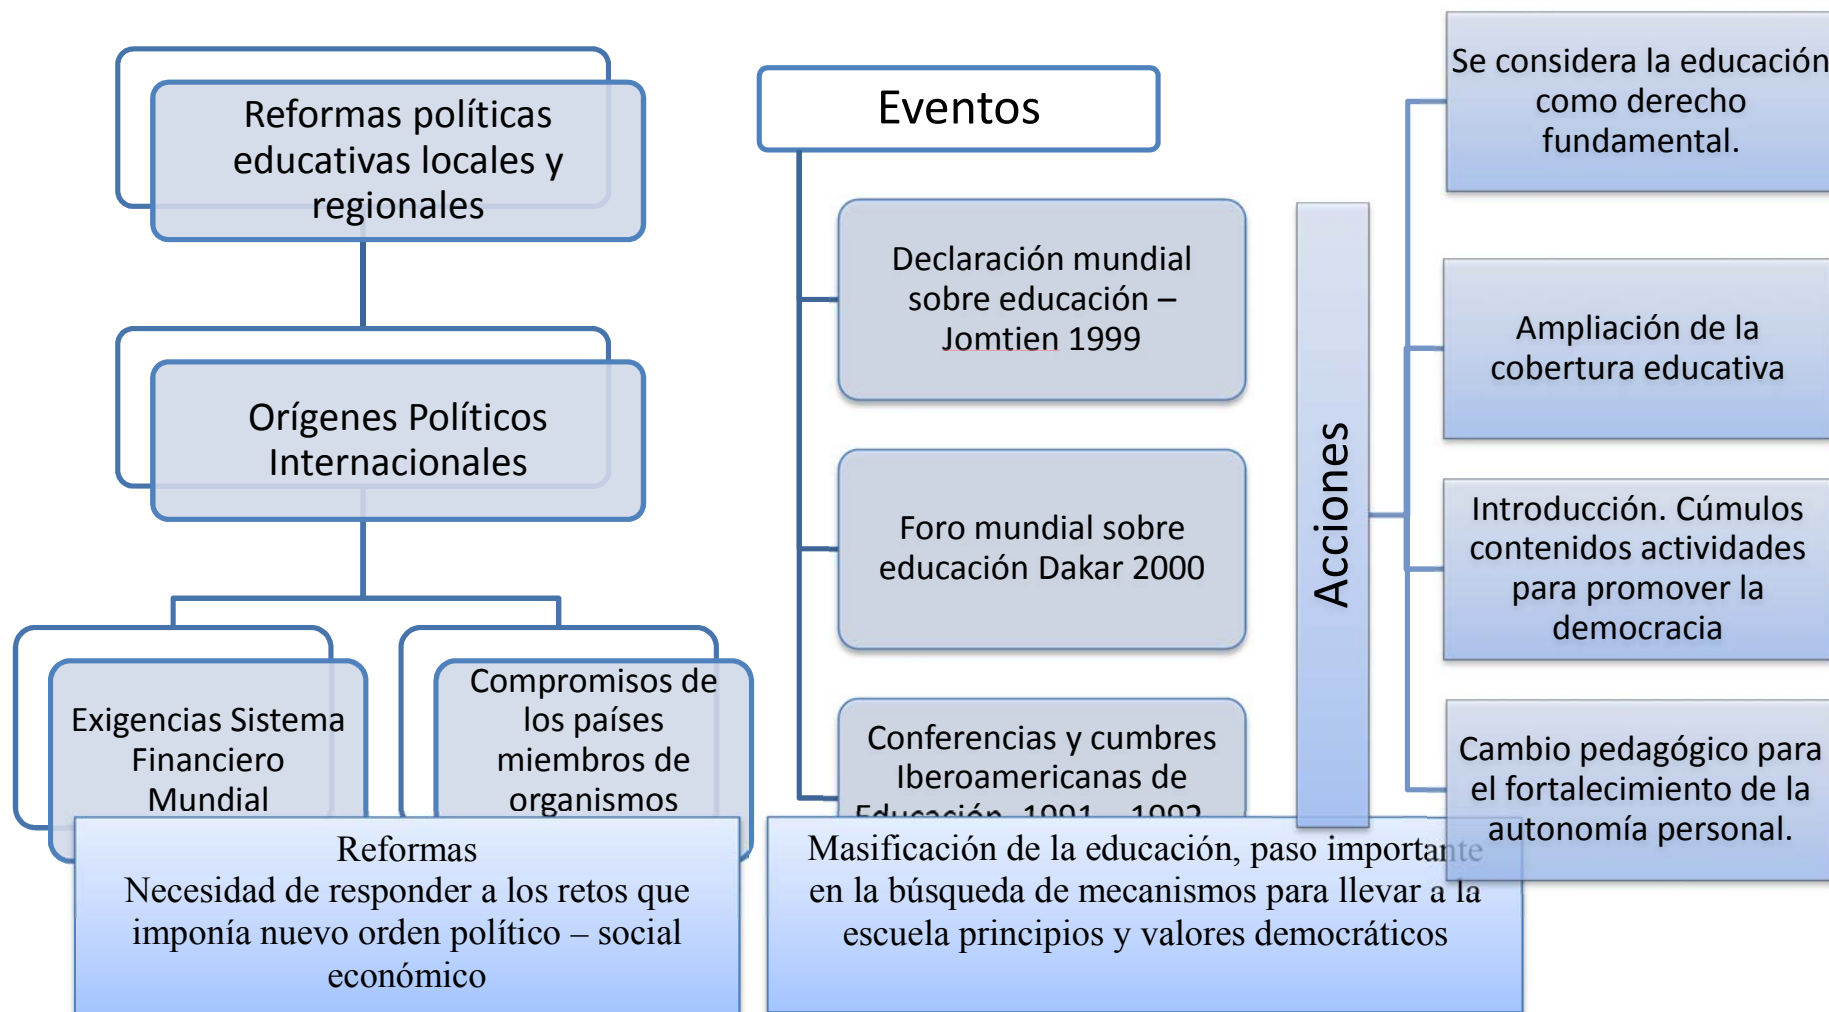 Reformas políticas
educativas locales y
regionales
Orígenes Políticos
Internacionales
Exigencias Sistema
Financiero
Mundial
Compromisos de
los países
miembros de
organismos
Reformas
Necesidad de responder a los retos que
imponía nuevo orden político – social
económico
Eventos
Declaración mundial
sobre educación –
Jomtien 1999
Foro mundial sobre
educación Dakar 2000
Conferencias y cumbres
Iberoamericanas de
Educación 1991 – 1992
Masificación de la educación, paso importante
en la búsqueda de mecanismos para llevar a la
escuela principios y valores democráticos
Acciones
Se considera la educación
como derecho
fundamental.
Ampliación de la
cobertura educativa
Introducción. Cúmulos
contenidos actividades
para promover la
democracia
Cambio pedagógico para
el fortalecimiento de la
autonomía personal.